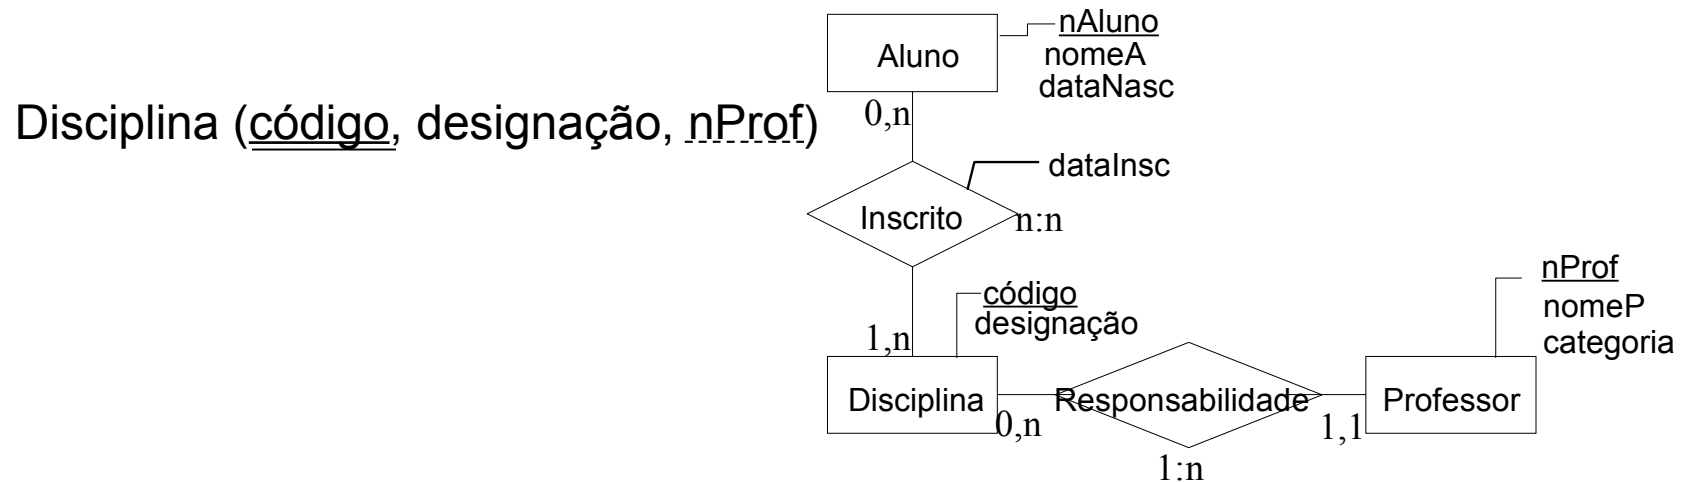 nAluno
Aluno
nomeA
dataNasc
Disciplina (código, designação, nProf)
0,n
dataInsc
Inscrito
n:n
nProf
código
nomeP
designação
1,n
categoria
Disciplina
Responsabilidade
Professor
0,n
1,1
1:n